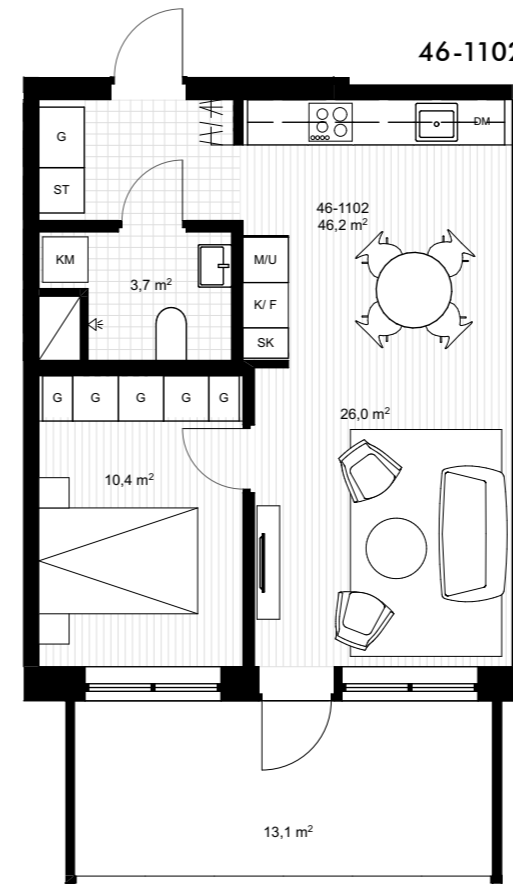 46-1102
G
ST
DM
46-1102
46,2 m²
KM
3,7 m²
M/U
K/ F
SK
G G G G G
26,0 m²
10,4 m²
13,1 m²